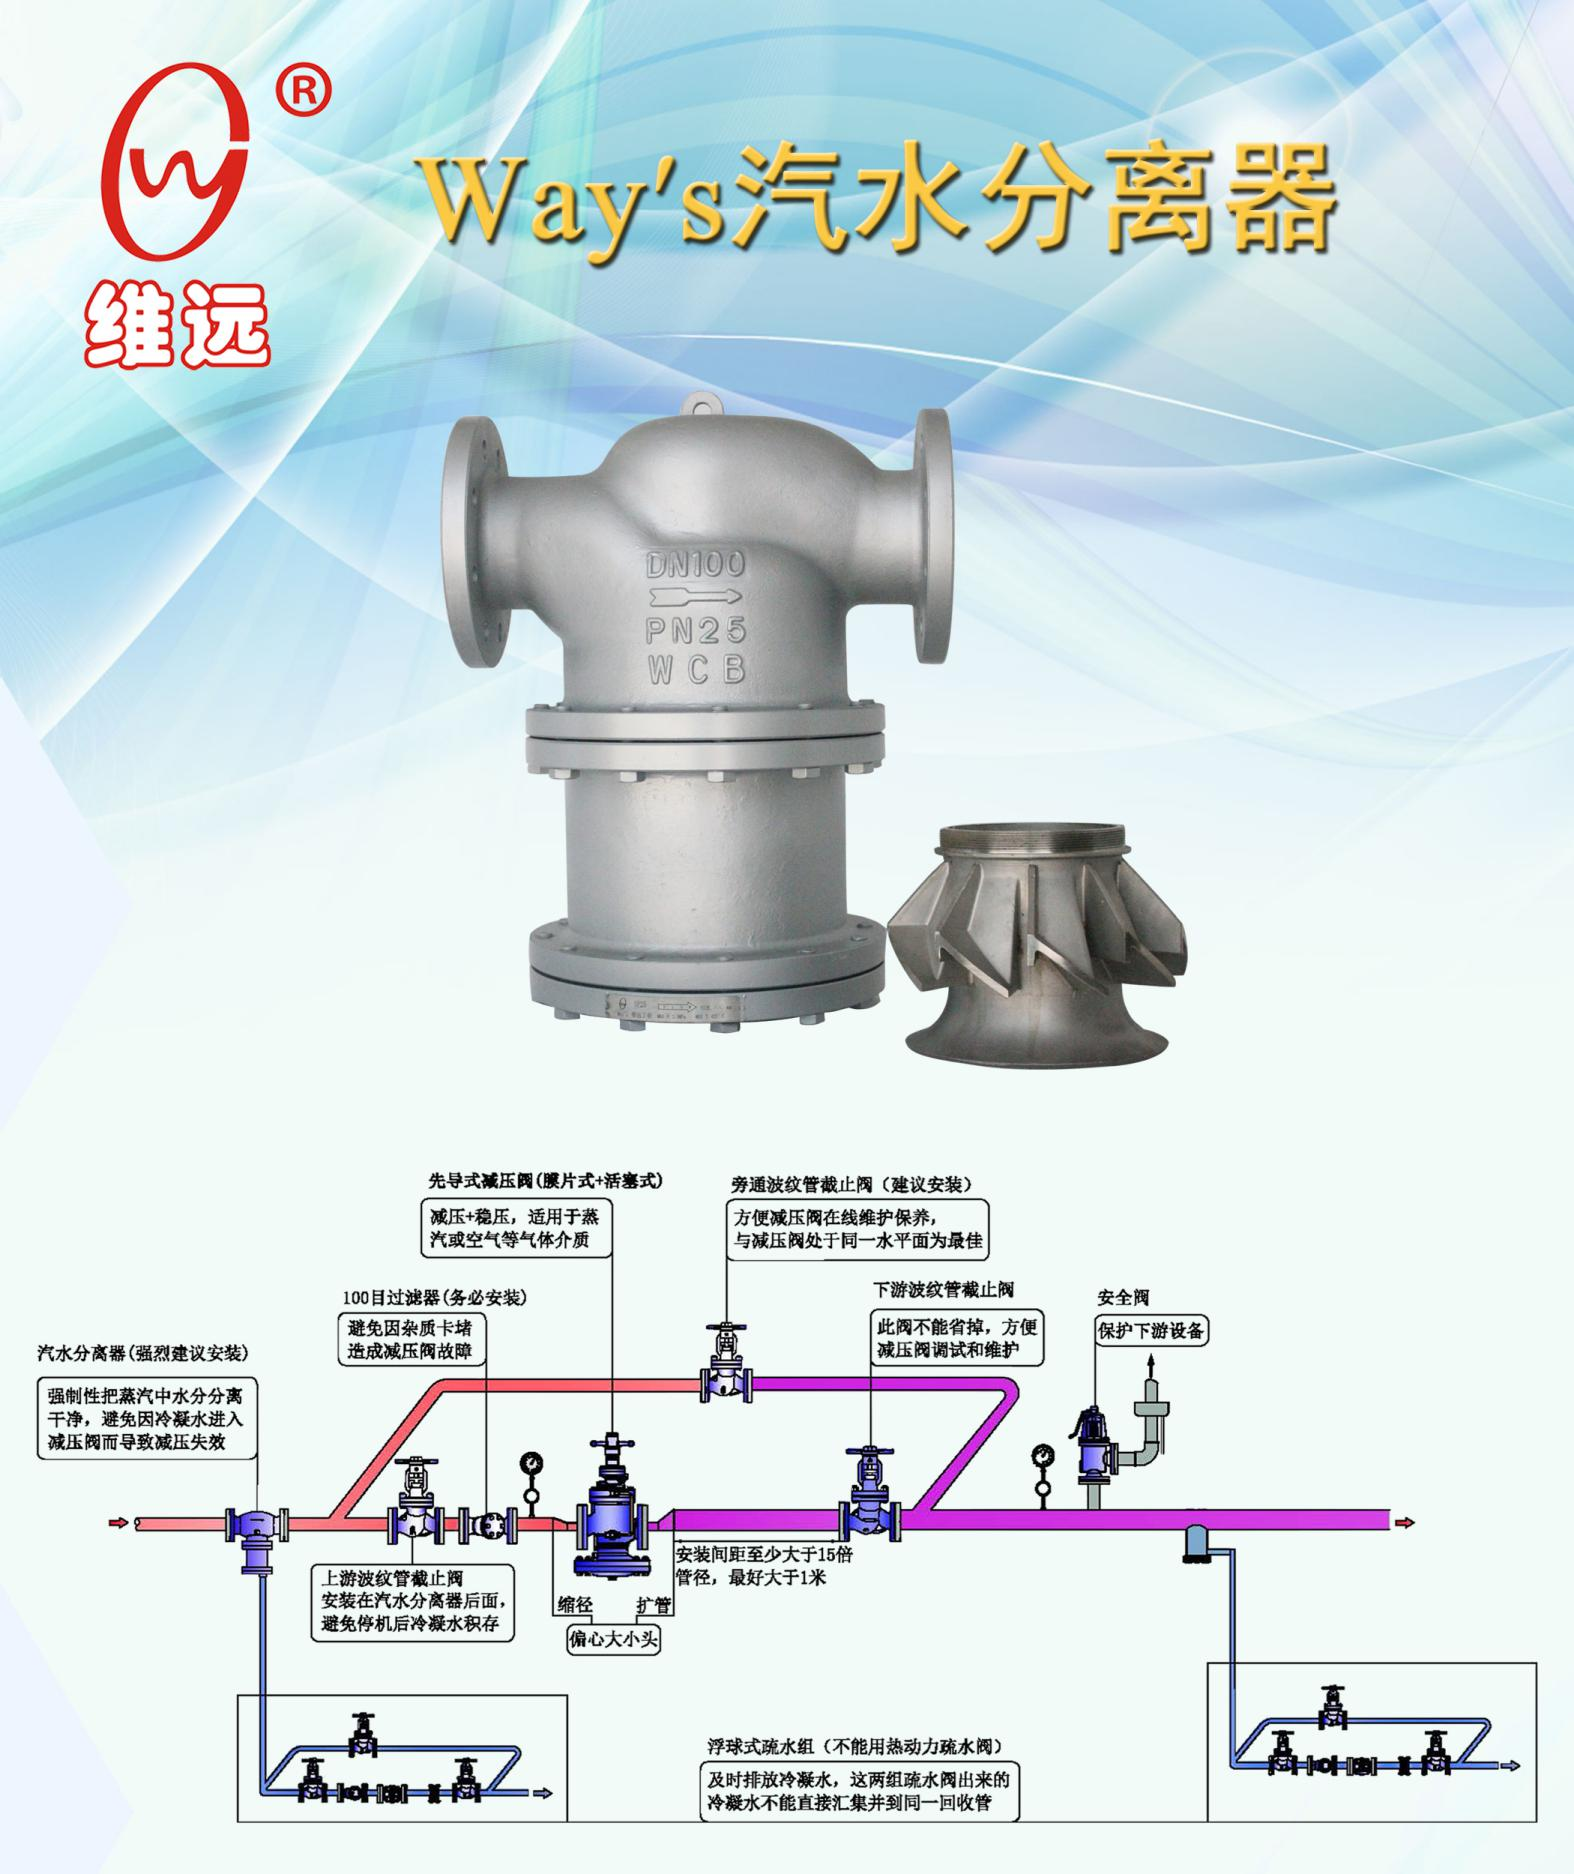 ®
Way's汽水分离器
维远
DN100
PN25
WCB
先导式减压阀(膜片式+活塞式)
减压+稳压，适用于蒸
汽或空气等气体介质
旁通波纹管截止阀（建议安装）
方便减压阀在线维护保养，
与减压阀处于同一水平面为最佳
100目过滤器(务必安装)
避免因杂质卡堵
造成减压阀故障
下游波纹管截止阀
此阀不能省掉，方便
减压阀调试和维护
安全阀
保护下游设备
汽水分离器(强烈建议安装)
强制性把蒸汽中水分分离
干净，避免因冷凝水进入
减压阀而导致减压失效
上游波纹管截止阀
安装在汽水分离器后面，
避免停机后冷凝水积存
安装间距至少大于15倍
管径，最好大于1米
缩径
扩管
偏心大小头
浮球式疏水组（不能用热动力疏水阀）
及时排放冷凝水，这两组疏水阀出来的
冷凝水不能直接汇集并到同一回收管